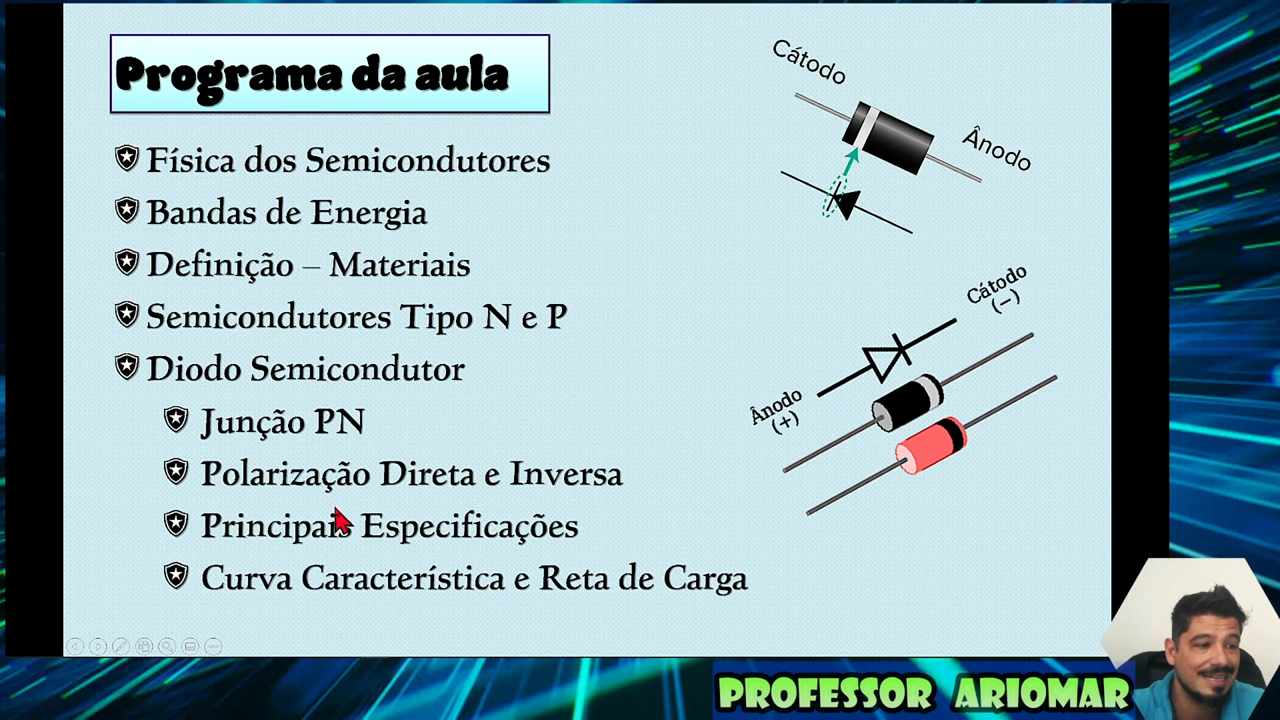 Programa da aula
Física dos Semicondutores
Bandas de Energia
Definição – Materiais
Semicondutores Tipo N e P
Diodo Semicondutor
Junção PN
Polarização Direta e Inversa
Principais Especificações
Curva Característica e Reta de Carga
Cátodo
Ânodo
Cátodo
(−)
Ânodo
(+)
PROFESSOR ARIOMAR